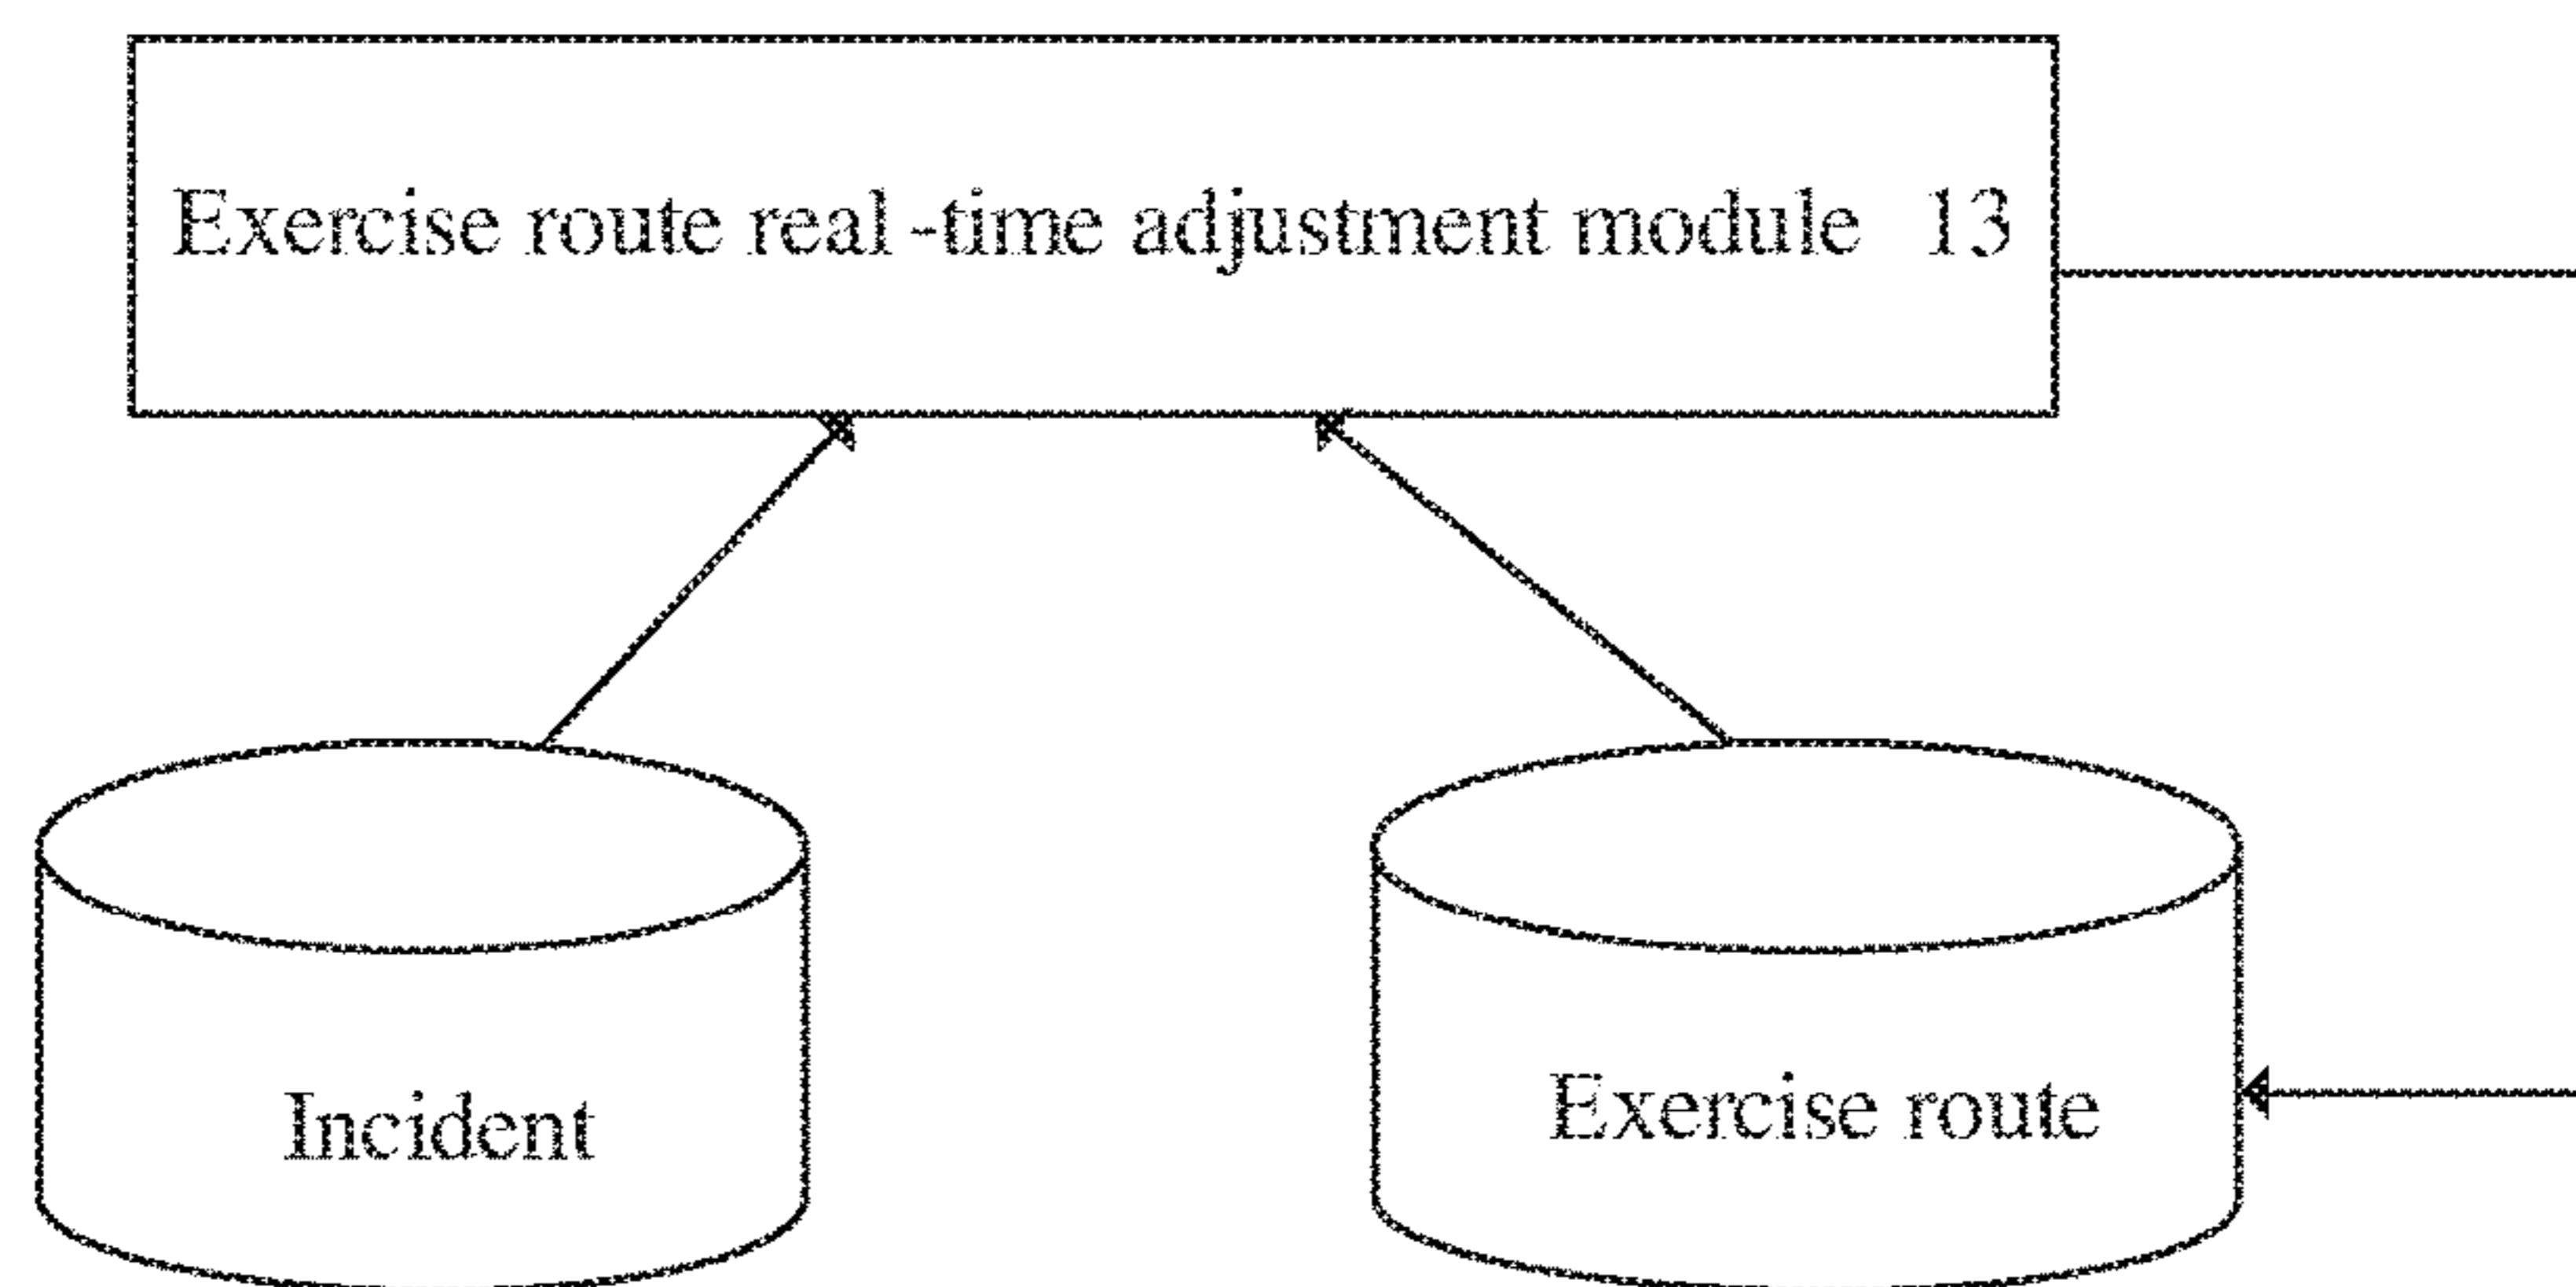 Exercise route real -time adjustment module 13
Incident
Exercise route